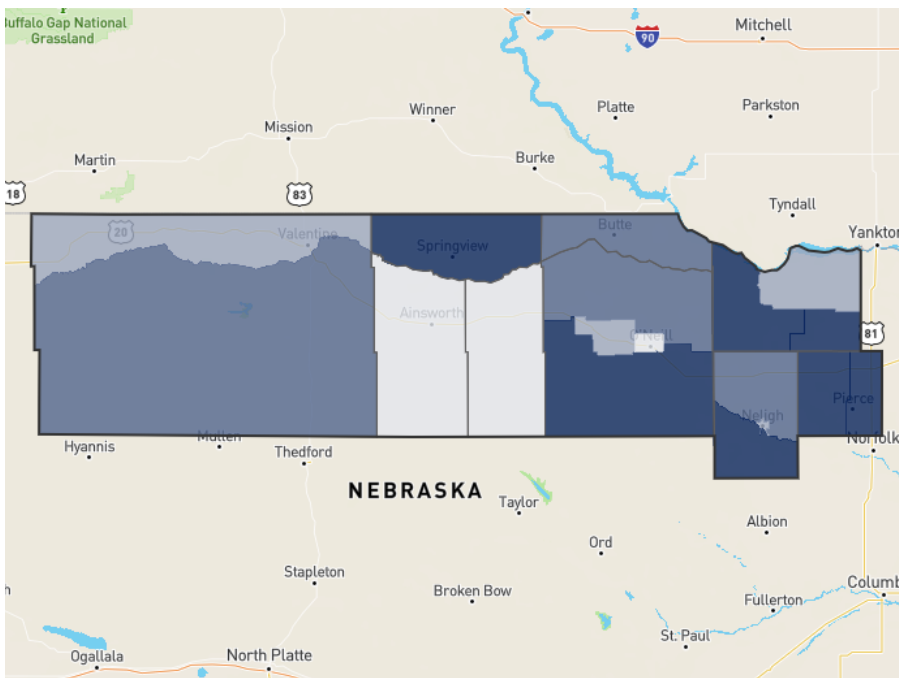 Buffalo Gap National
Grassland
90
Mitchell
Platte
Parkston
Winner
Mission
Burke
Martin
18
83
Tyndall
20
Valentine
Springview
Butte
Yankton
Ainsworth
O'Neill
81
Neligh
Pierce
Hyannis
Mullen
Thedford
Norfolk
NEBRASKA
Taylor
Albion
Ord
Stapleton
Broken Bow
Fullerton
Columb
h
St. Paul
Ogallala
North Platte